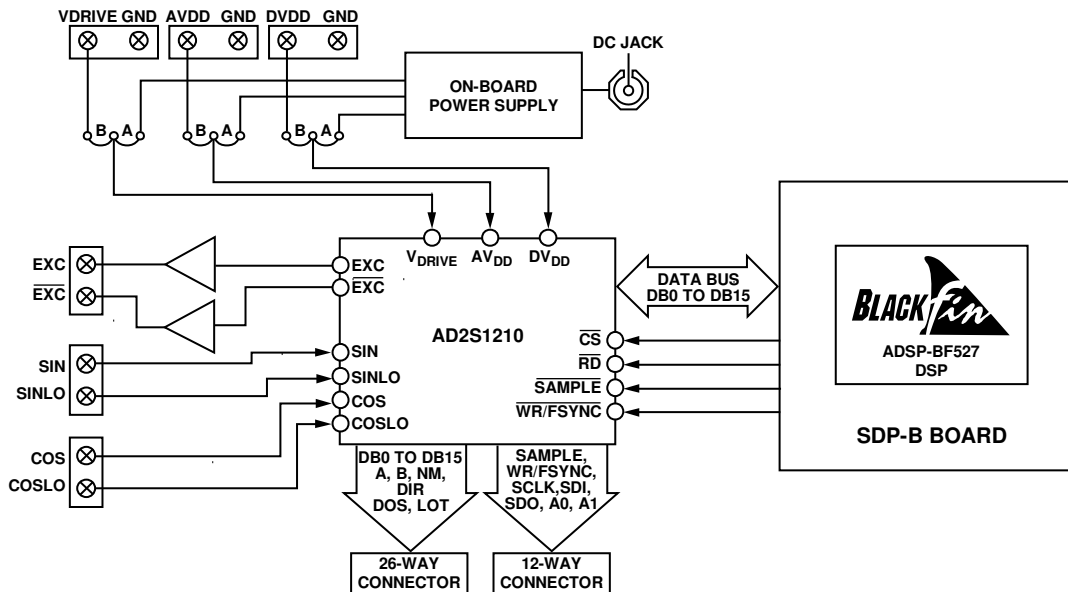 VDRIVE GND AVDD GND DVDD GND
DC JACK
ON-BOARD
POWER SUPPLY
B A B A B A
VDRIVE AVDD DVDD
EXC
EXC
EXC
EXC
AD2S1210
SIN
SINLO
COS
COSLO
SIN
SINLO
COS
COSLO
DATA BUS
DB0 TO DB15
CS
RD
SAMPLE
WR/FSYNC
BLACKfin
ADSP-BF527
DSP
SDP-B BOARD
DB0 TO DB15
A, B, NM,
DIR
DOS, LOT
SAMPLE,
WR/FSYNC,
SCLK,SDI,
SDO, A0, A1
26-WAY
CONNECTOR
12-WAY
CONNECTOR